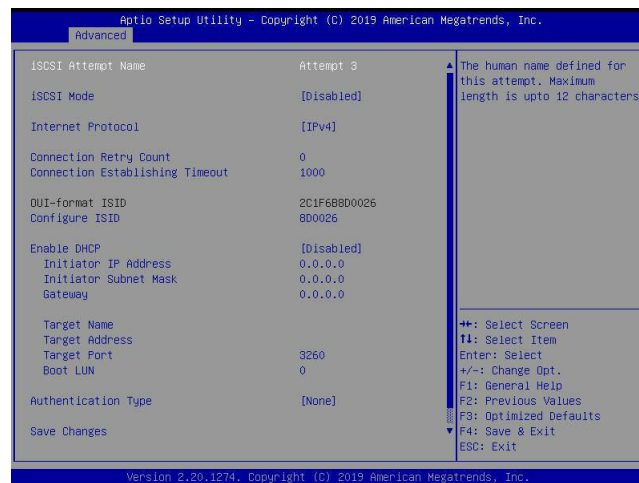 Aptio Setup Utility – Copyright (C) 2019 American Megatrends, Inc.
Advanced
iSCSI Attempt Name Attempt 3
iSCSI Mode [Disabled]
Internet Protocol [IPv4]
Connection Retry Count 0
Connection Establishing Timeout 1000
OUI-format ISID 2C1F6B8D0026
Configure ISID 8D0026
Enable DHCP [Disabled]
Initiator IP Address 0.0.0.0
Initiator Subnet Mask 0.0.0.0
Gateway 0.0.0.0
Target Name
Target Address
Target Port 3260
Boot LUN 0
Authentication Type [None]
Save Changes
The human name defined for
this attempt. Maximum
length is upto 12 characters
→←: Select Screen
↑↓: Select Item
Enter: Select
+/-: Change Opt.
F1: General Help
F2: Previous Values
F3: Optimized Defaults
F4: Save & Exit
ESC: Exit
Version 2.20.1274. Copyright (C) 2019 American Megatrends, Inc.